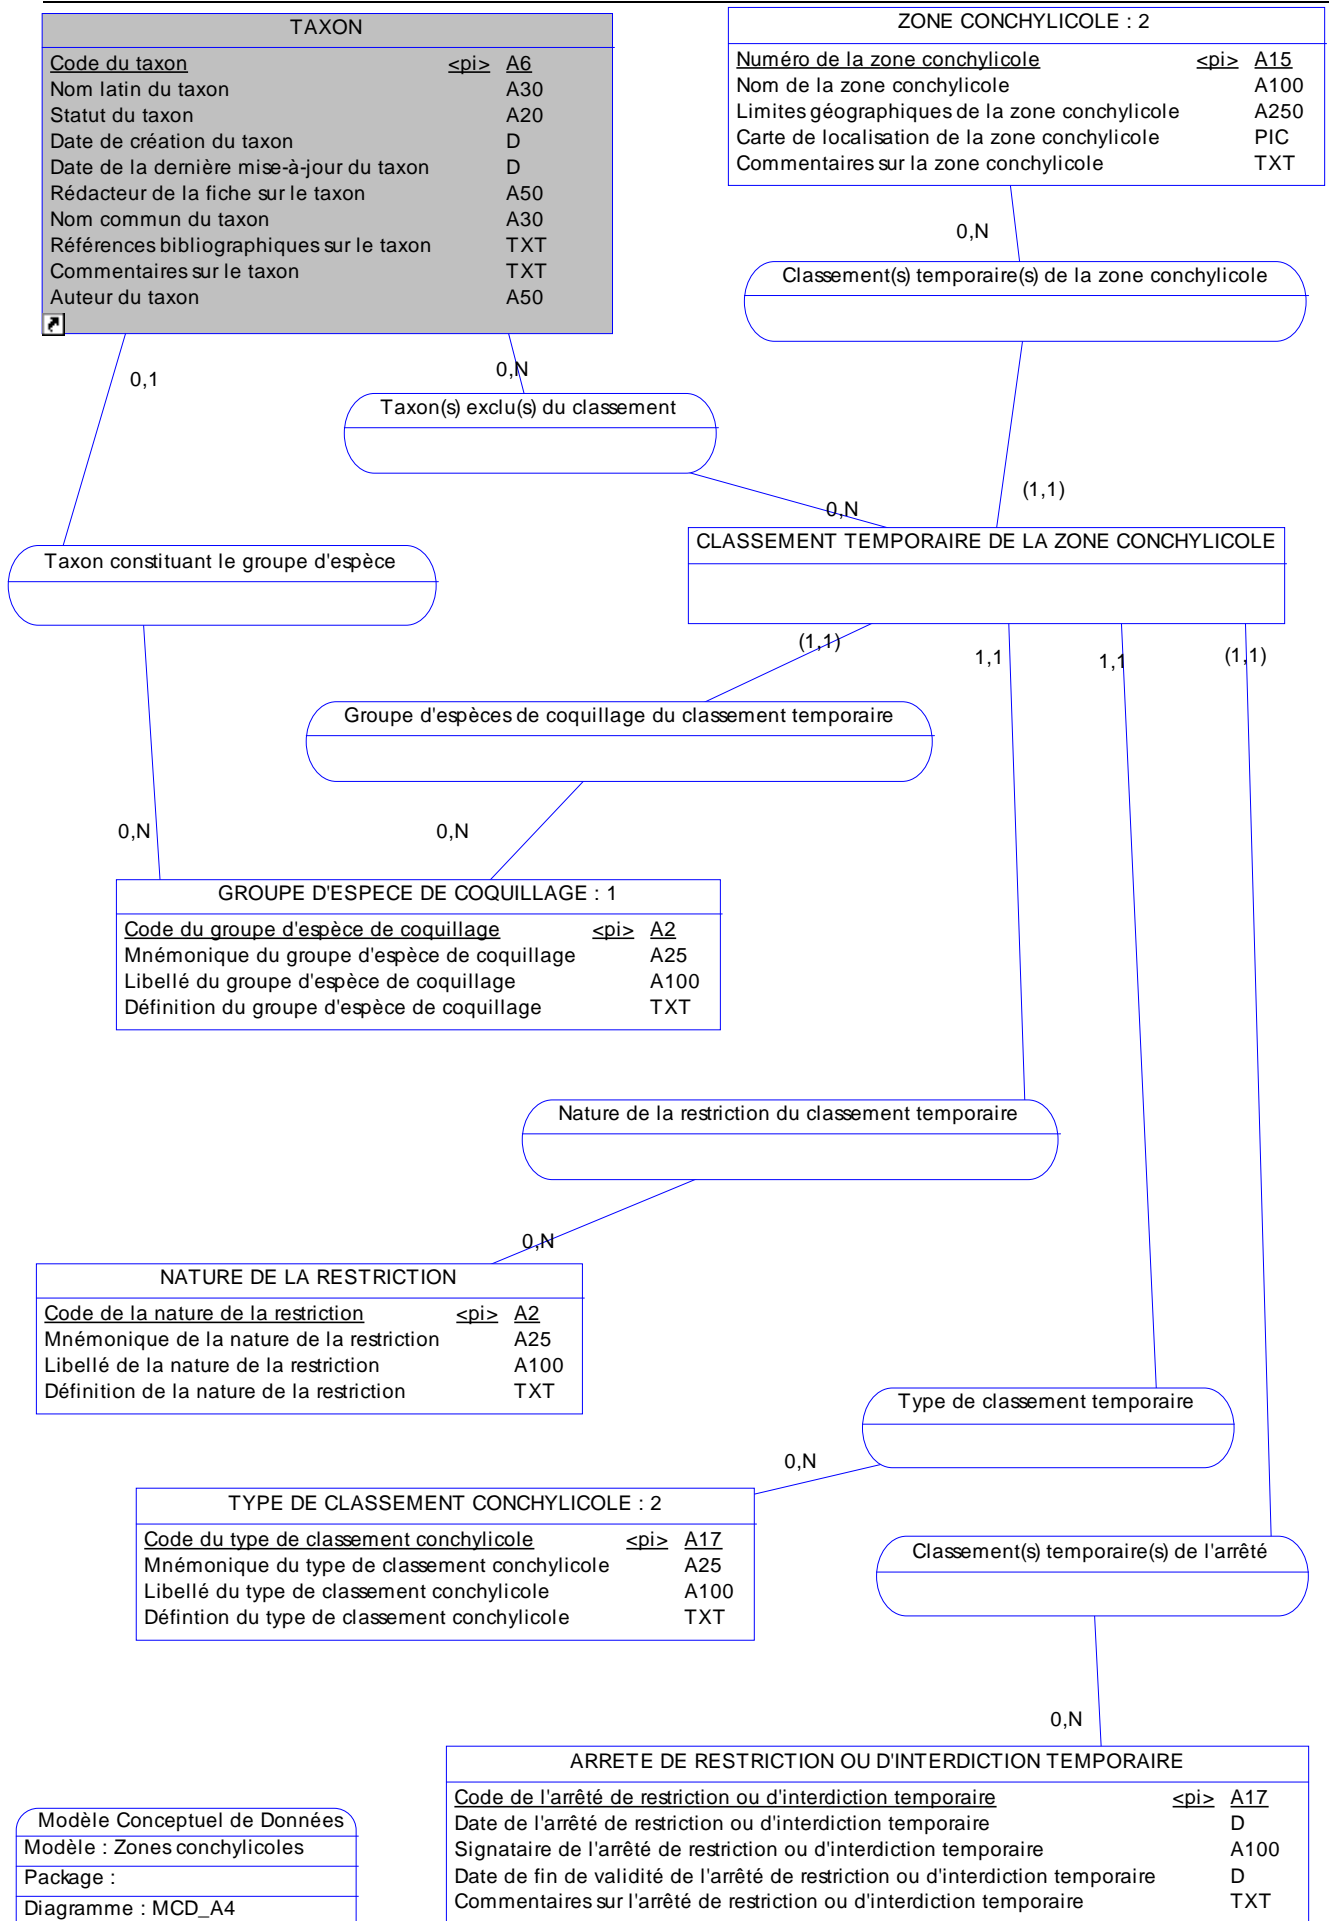 TAXON
Code du taxon <pi> A6
Nom latin du taxon A30
Statut du taxon A20
Date de création du taxon D
Date de la dernière mise-à-jour du taxon D
Rédacteur de la fiche sur le taxon A50
Nom commun du taxon A30
Références bibliographiques sur le taxon TXT
Commentaires sur le taxon TXT
Auteur du taxon A50
ZONE CONCHYLICOLE : 2
Numéro de la zone conchylicole <pi> A15
Nom de la zone conchylicole A100
Limites géographiques de la zone conchylicole A250
Carte de localisation de la zone conchylicole PIC
Commentaires sur la zone conchylicole TXT
0,N
Classement(s) temporaire(s) de la zone conchylicole
0,1
0,N
Taxon(s) exclu(s) du classement
(1,1)
0,N
CLASSEMENT TEMPORAIRE DE LA ZONE CONCHYLICOLE
Taxon constituant le groupe d'espèce
(1,1)
1,1
1,1
(1,1)
Groupe d'espèces de coquillage du classement temporaire
0,N
0,N
GROUPE D'ESPECE DE COQUILLAGE : 1
Code du groupe d'espèce de coquillage <pi> A2
Mnémonique du groupe d'espèce de coquillage A25
Libellé du groupe d'espèce de coquillage A100
Définition du groupe d'espèce de coquillage TXT
Nature de la restriction du classement temporaire
0,N
NATURE DE LA RESTRICTION
Code de la nature de la restriction <pi> A2
Mnémonique de la nature de la restriction A25
Libellé de la nature de la restriction A100
Définition de la nature de la restriction TXT
Type de classement temporaire
0,N
TYPE DE CLASSEMENT CONCHYLICOLE : 2
Code du type de classement conchylicole <pi> A17
Mnémonique du type de classement conchylicole A25
Libellé du type de classement conchylicole A100
Défintion du type de classement conchylicole TXT
Classement(s) temporaire(s) de l'arrêté
0,N
ARRETE DE RESTRICTION OU D'INTERDICTION TEMPORAIRE
Code de l'arrêté de restriction ou d'interdiction temporaire <pi> A17
Date de l'arrêté de restriction ou d'interdiction temporaire D
Signataire de l'arrêté de restriction ou d'interdiction temporaire A100
Date de fin de validité de l'arrêté de restriction ou d'interdiction temporaire D
Commentaires sur l'arrêté de restriction ou d'interdiction temporaire TXT
Modèle Conceptuel de Données
Modèle : Zones conchylicoles
Package :
Diagramme : MCD_A4